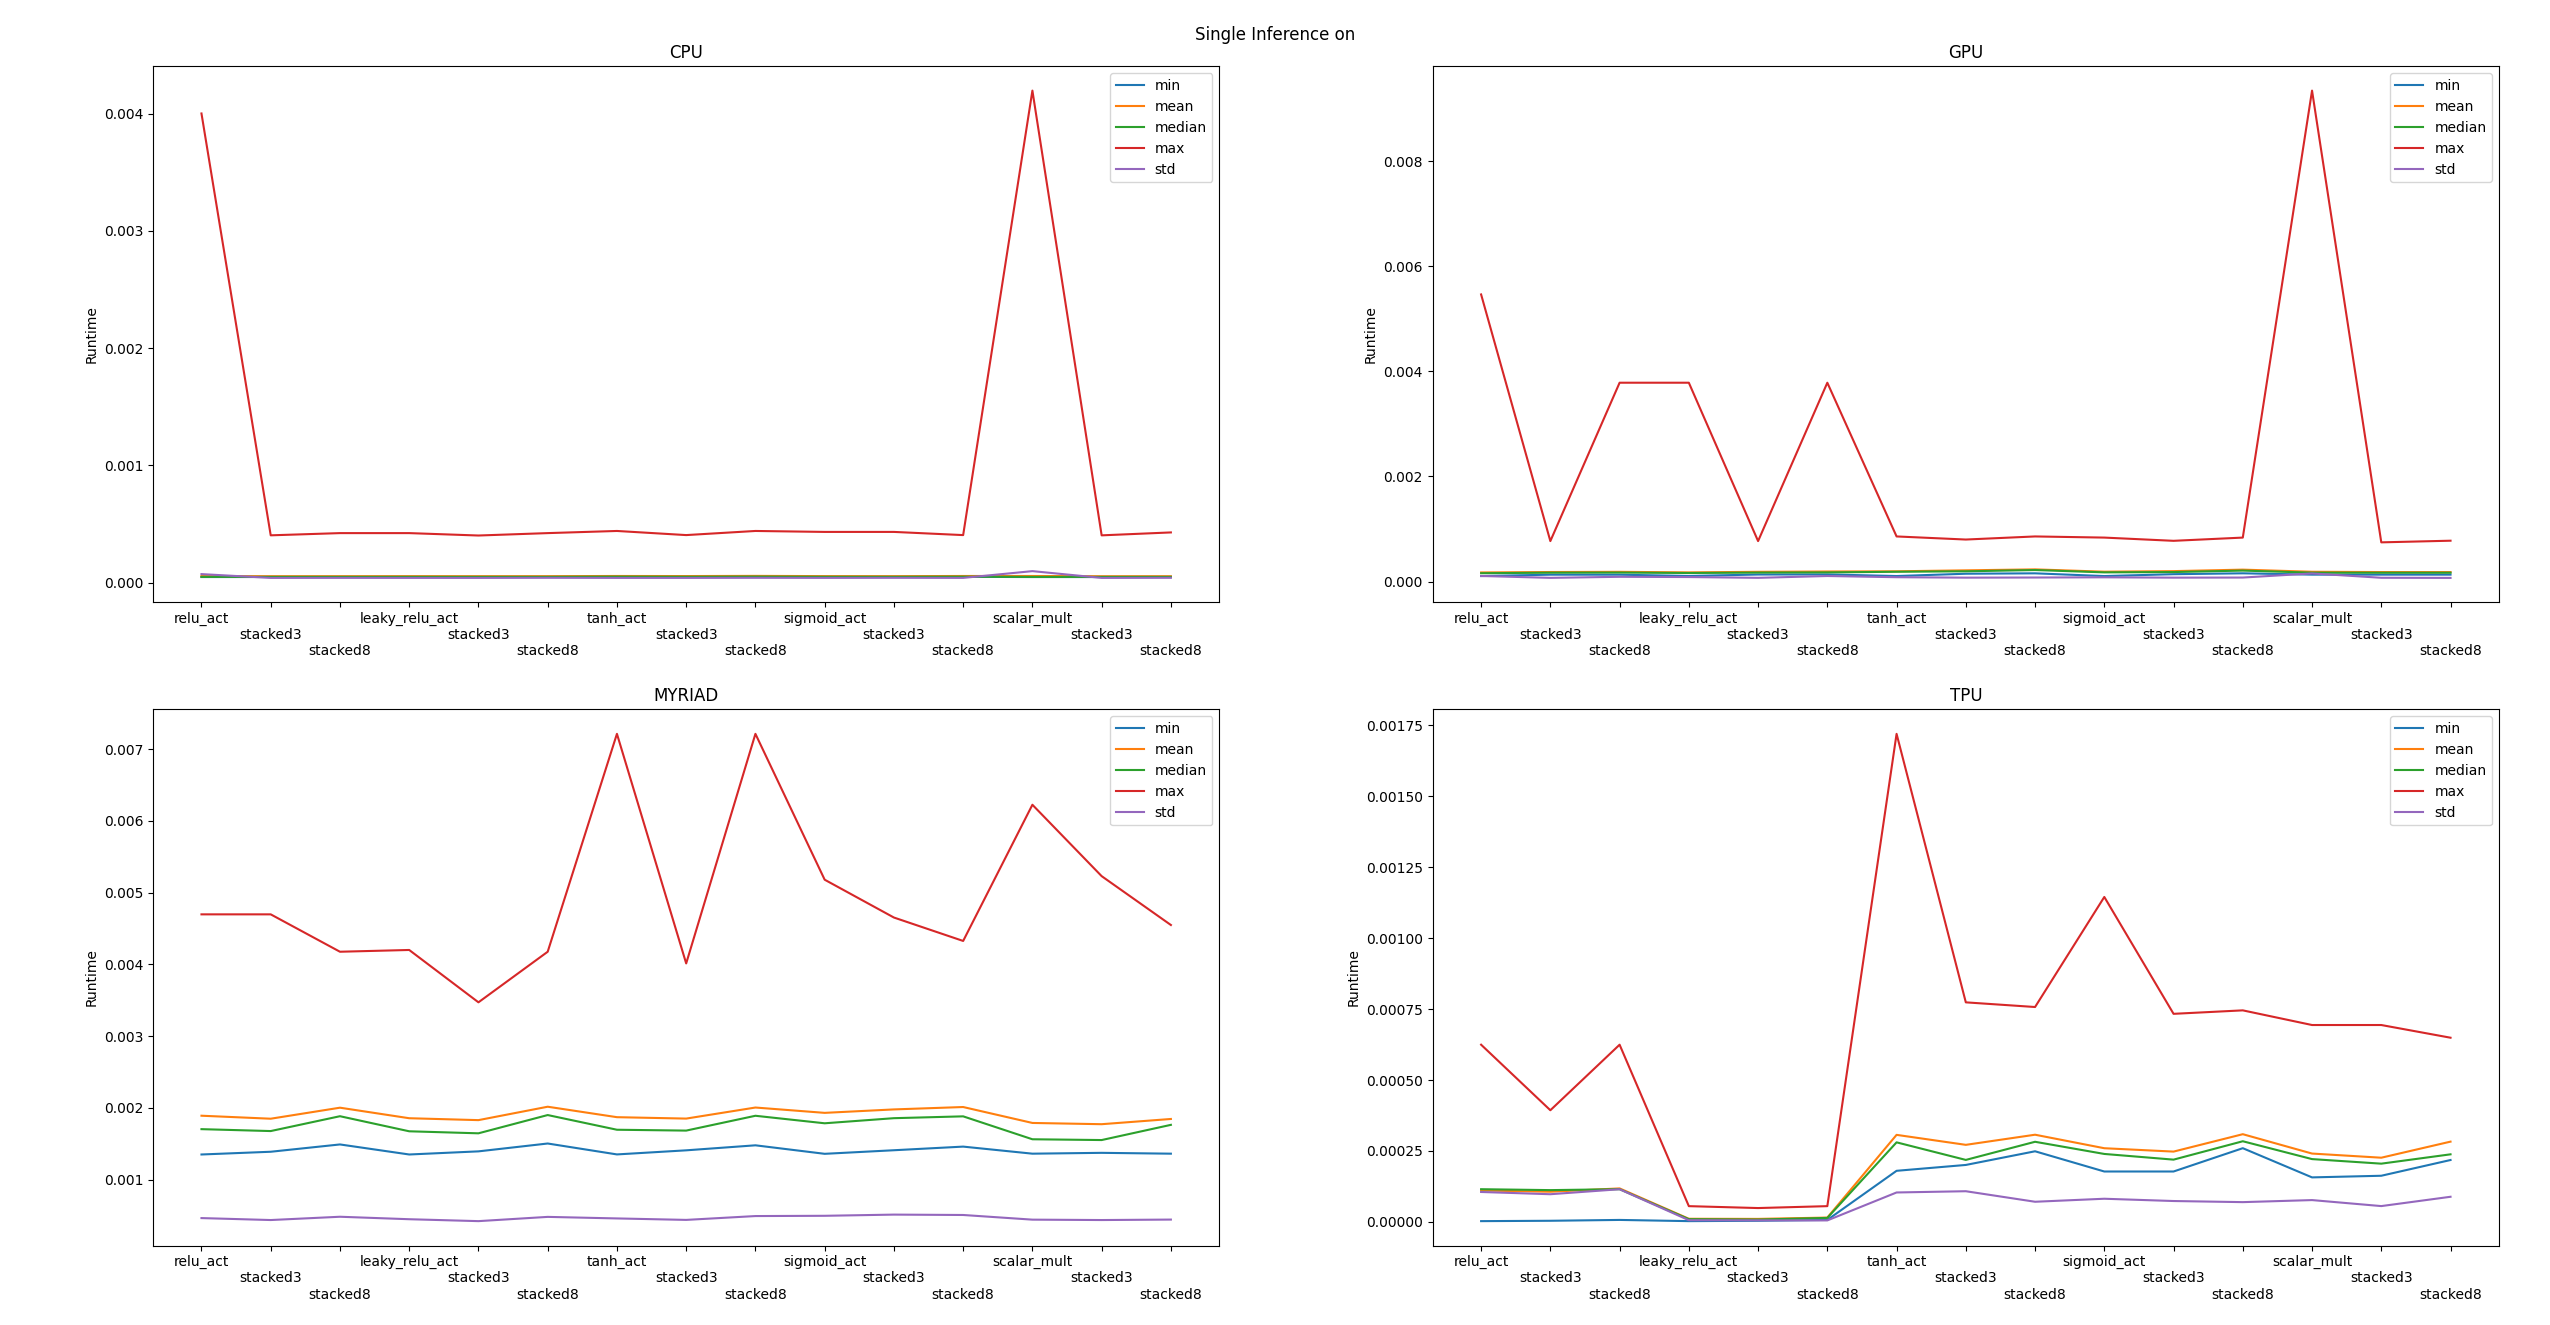 Single Inference on
CPU
Runtime
0.004
0.003
0.002
0.001
0.000
min
mean
median
max
std
relu_act
stacked3
stacked8
leaky_relu_act
stacked3
stacked8
tanh_act
stacked3
stacked8
sigmoid_act
stacked3
stacked8
scalar_mult
stacked3
stacked8
GPU
Runtime
0.008
0.006
0.004
0.002
0.000
min
mean
median
max
std
relu_act
stacked3
stacked8
leaky_relu_act
stacked3
stacked8
tanh_act
stacked3
stacked8
sigmoid_act
stacked3
stacked8
scalar_mult
stacked3
stacked8
MYRIAD
Runtime
0.007
0.006
0.005
0.004
0.003
0.002
0.001
min
mean
median
max
std
relu_act
stacked3
stacked8
leaky_relu_act
stacked3
stacked8
tanh_act
stacked3
stacked8
sigmoid_act
stacked3
stacked8
scalar_mult
stacked3
stacked8
TPU
Runtime
0.00175
0.00150
0.00125
0.00100
0.00075
0.00050
0.00025
0.00000
min
mean
median
max
std
relu_act
stacked3
stacked8
leaky_relu_act
stacked3
stacked8
tanh_act
stacked3
stacked8
sigmoid_act
stacked3
stacked8
scalar_mult
stacked3
stacked8